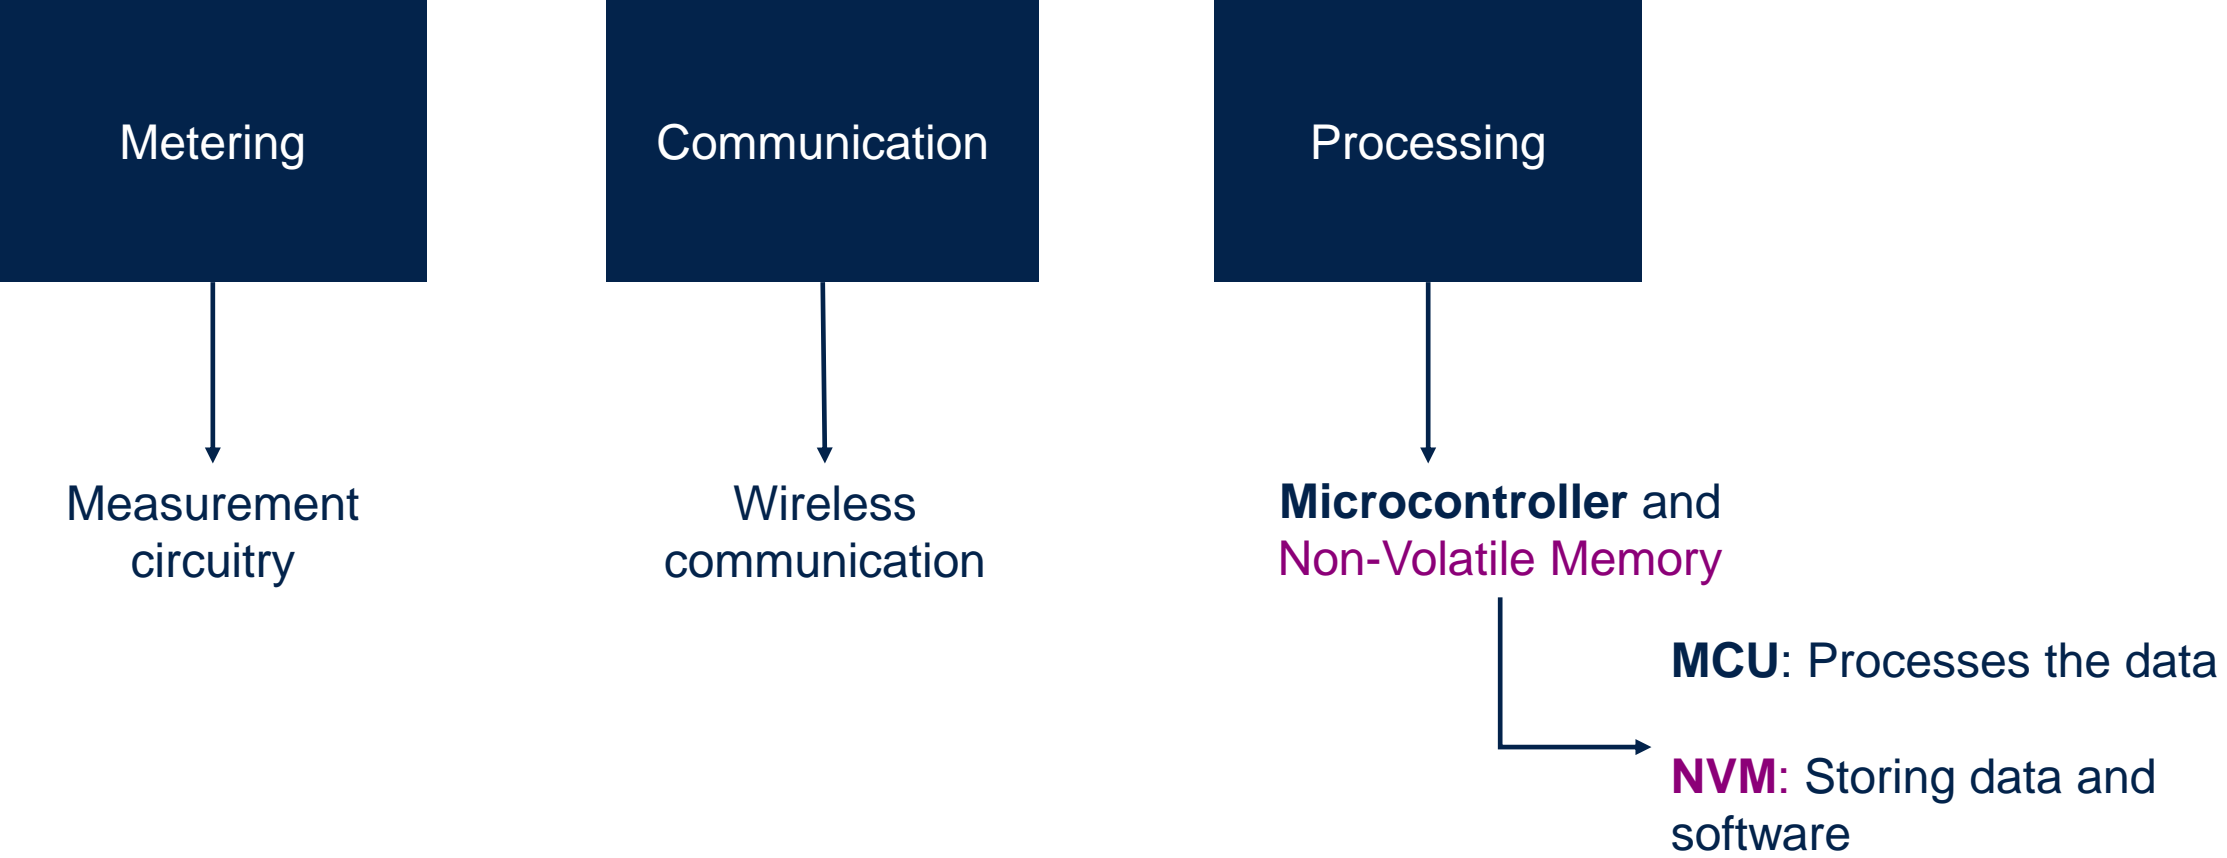 Metering
Communication
Processing
Measurement
circuitry
Wireless
communication
Microcontroller and
Non-Volatile Memory
MCU: Processes the data
NVM: Storing data and
software